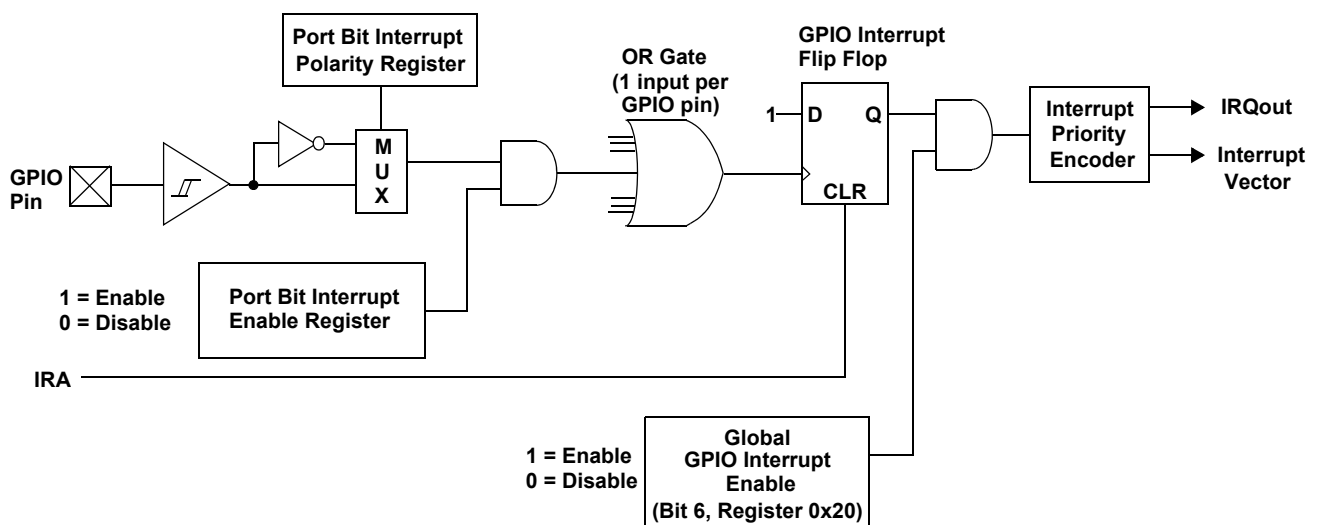 Port Bit Interrupt
Polarity Register
OR Gate
(1 input per
GPIO pin)
GPIO Interrupt
Flip Flop
GPIO
Pin
M
U
X
1
D
Q
CLR
Interrupt
Priority
Encoder
IRQout
Interrupt
Vector
1 = Enable
0 = Disable
Port Bit Interrupt
Enable Register
IRA
1 = Enable
0 = Disable
Global
GPIO Interrupt
Enable
(Bit 6, Register 0x20)